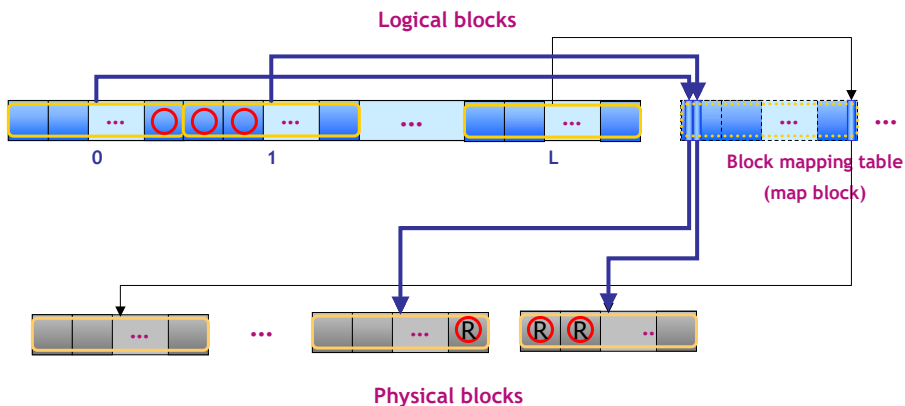 Logical blocks
... ... ... ... ... ...
0 1 L
Block mapping table
(map block)
... ... ... R R R ..
Physical blocks